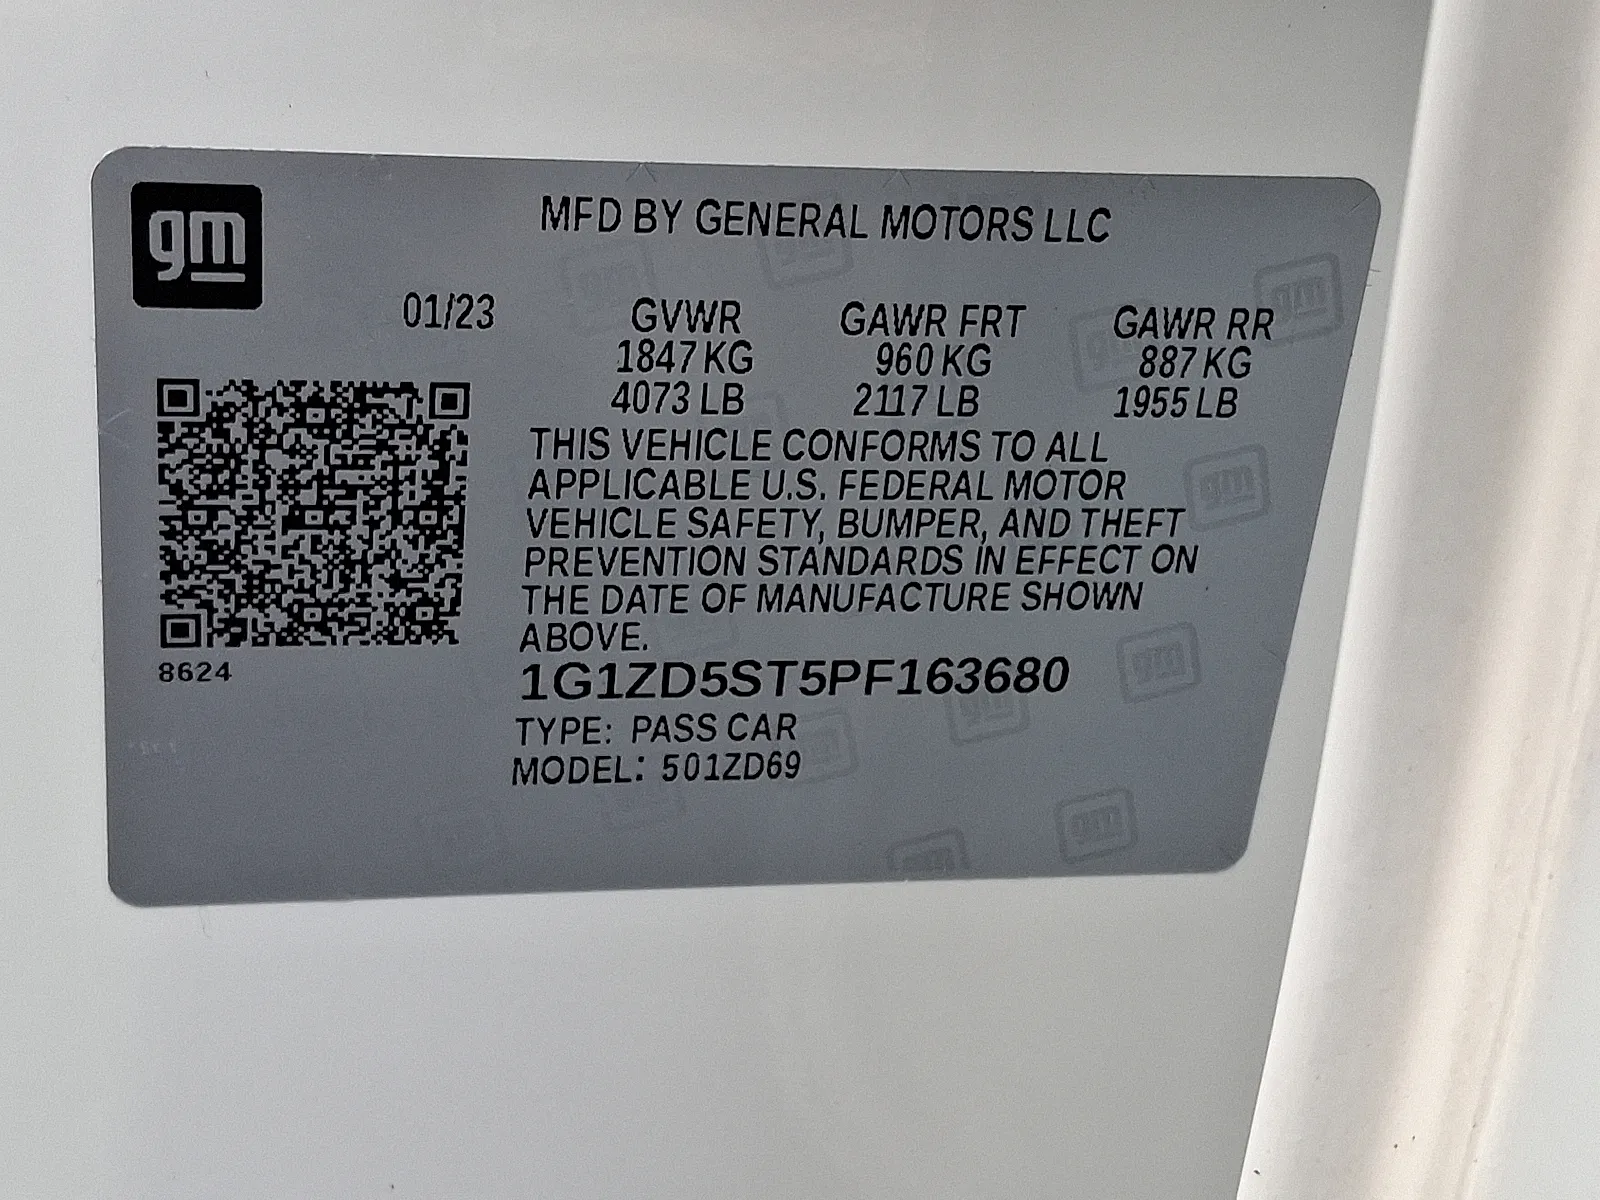 gm
MFD BY GENERAL MOTORS LLC
01/23 GVWR GAWR FRT GAWR RR
1847 KG 960 KG 887 KG
4073 LB 2117 LB 1955 LB
THIS VEHICLE CONFORMS TO ALL
APPLICABLE U.S. FEDERAL MOTOR
VEHICLE SAFETY, BUMPER, AND THEFT
PREVENTION STANDARDS IN EFFECT ON
THE DATE OF MANUFACTURE SHOWN
ABOVE.
8624
1G1ZD5ST5PF163680
TYPE: PASS CAR
MODEL: 501ZD69